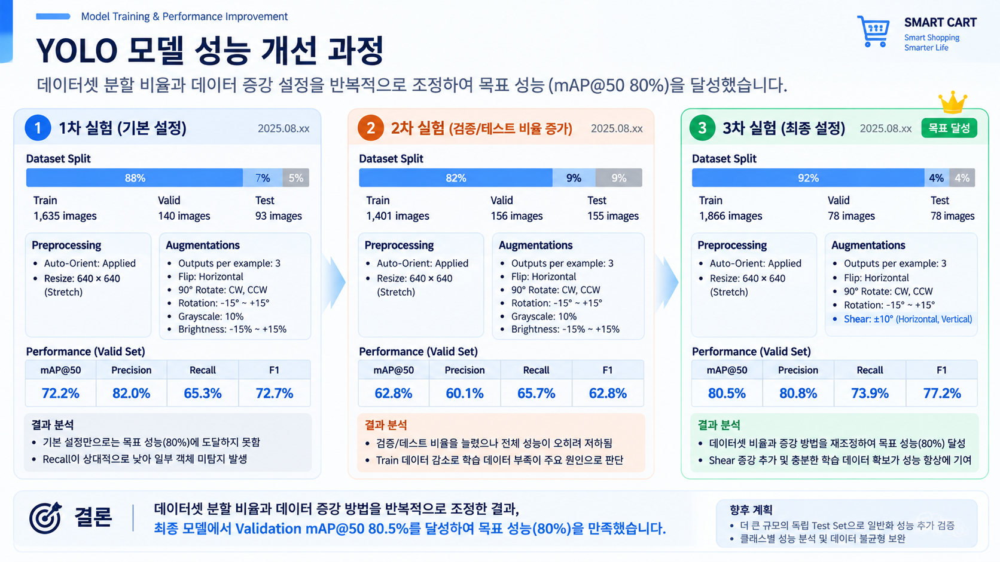 Model Training & Performance Improvement
SMART CART
Smart Shopping
Smarter Life
YOLO 모델 성능 개선 과정
데이터셋 분할 비율과 데이터 증강 설정을 반복적으로 조정하여 목표 성능 (mAP@50 80%)을 달성했습니다.
1 1차 실험 (기본 설정) 2025.08.xx
Dataset Split
88% 7% 5%
Train Valid Test
1,635 images 140 images 93 images
Preprocessing
• Auto-Orient: Applied
• Resize: 640 × 640
(Stretch)
Augmentations
• Outputs per example: 3
• Flip: Horizontal
• 90° Rotate: CW, CCW
• Rotation: -15° ~ +15°
• Grayscale: 10%
• Brightness: -15% ~ +15%
Performance (Valid Set)
mAP@50 Precision Recall F1
72.2% 82.0% 65.3% 72.7%
결과 분석
• 기본 설정만으로는 목표 성능(80%)에 도달하지 못함
• Recall이 상대적으로 낮아 일부 객체 미탐지 발생
2 2차 실험 (검증/테스트 비율 증가) 2025.08.xx
Dataset Split
82% 9% 9%
Train Valid Test
1,401 images 156 images 155 images
Preprocessing
• Auto-Orient: Applied
• Resize: 640 × 640
(Stretch)
Augmentations
• Outputs per example: 3
• Flip: Horizontal
• 90° Rotate: CW, CCW
• Rotation: -15° ~ +15°
• Grayscale: 10%
• Brightness: -15% ~ +15%
Performance (Valid Set)
mAP@50 Precision Recall F1
62.8% 60.1% 65.7% 62.8%
결과 분석
• 검증/테스트 비율을 늘렸으나 전체 성능이 오히려 저하됨
• Train 데이터 감소로 학습 데이터 부족이 주요 원인으로 판단
3 3차 실험 (최종 설정) 2025.08.xx 목표 달성
Dataset Split
92% 4% 4%
Train Valid Test
1,866 images 78 images 78 images
Preprocessing
• Auto-Orient: Applied
• Resize: 640 × 640
(Stretch)
Augmentations
• Outputs per example: 3
• Flip: Horizontal
• 90° Rotate: CW, CCW
• Rotation: -15° ~ +15°
• Shear: ±10° (Horizontal, Vertical)
Performance (Valid Set)
mAP@50 Precision Recall F1
80.5% 80.8% 73.9% 77.2%
결과 분석
• 데이터셋 비율과 증강 방법을 재조정하여 목표 성능(80%) 달성
• Shear 증강 추가 및 충분한 학습 데이터 확보가 성능 향상에 기여
결론
데이터셋 분할 비율과 데이터 증강 방법을 반복적으로 조정한 결과,
최종 모델에서 Validation mAP@50 80.5%를 달성하여 목표 성능(80%)을 만족했습니다.
향후 계획
• 더 큰 규모의 독립 Test Set으로 일반화 성능 추가 검증
• 클래스별 성능 분석 및 데이터 불균형 보완